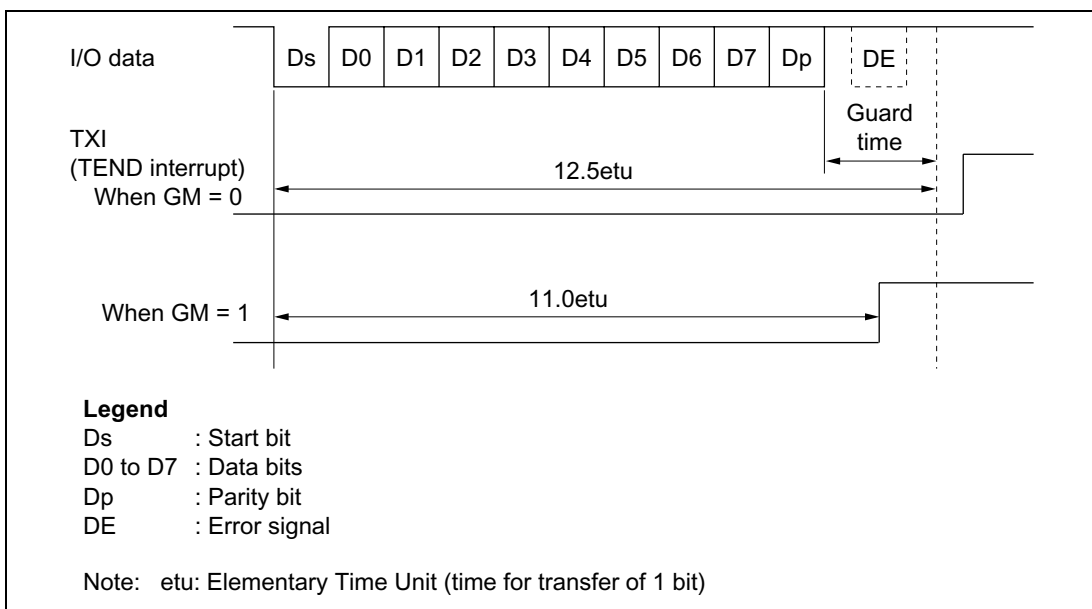 I/O data
Ds D0 D1 D2 D3 D4 D5 D6 D7 Dp DE
Guard
time
TXI
(TEND interrupt)
When GM = 0
12.5etu
When GM = 1
11.0etu
Legend
Ds : Start bit
D0 to D7 : Data bits
Dp : Parity bit
DE : Error signal
Note: etu: Elementary Time Unit (time for transfer of 1 bit)